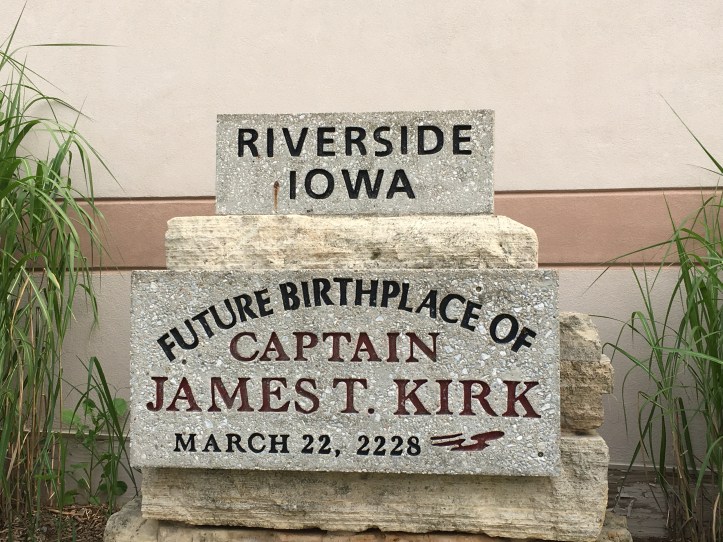 RIVERSIDE
IOWA
FUTURE BIRTHPLACE OF
CAPTAIN
JAMES T. KIRK
MARCH 22, 2228